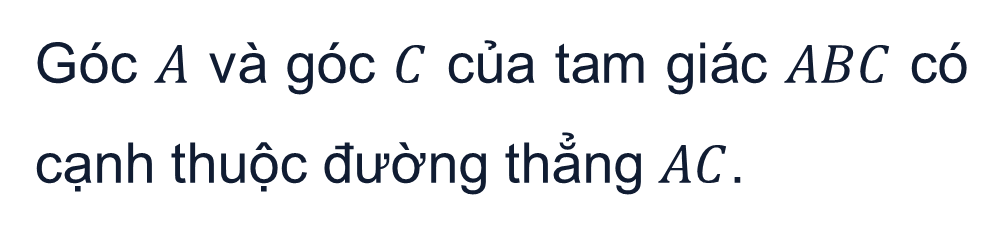 Góc A và góc C của tam giác ABC có
cạnh thuộc đường thẳng AC.